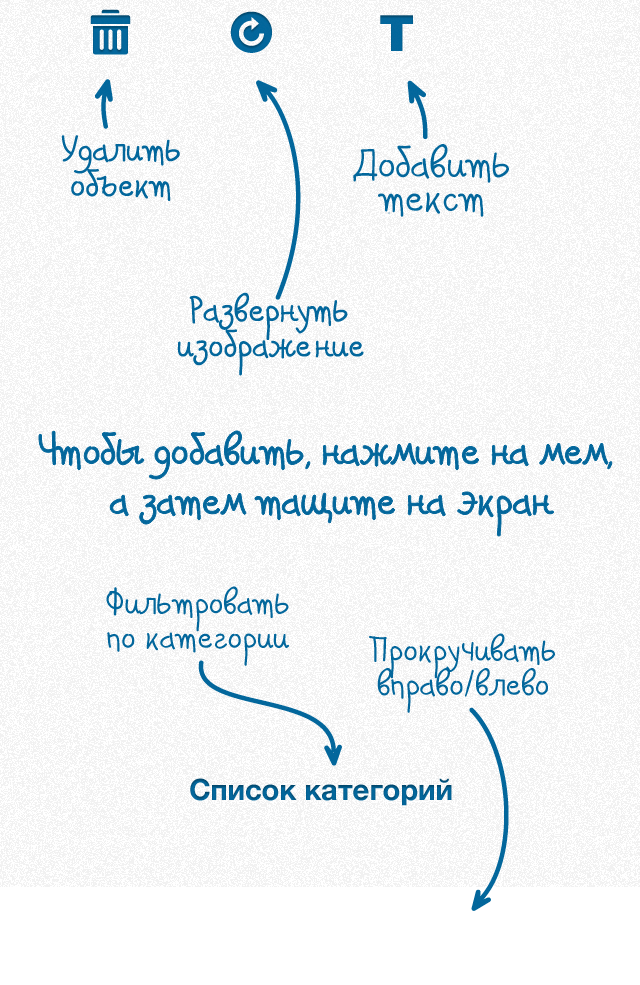 T
Удалить
объект
Добавить
текст
Развернуть
изображение
Чтобы добавить, нажмите на мем,
а затем тащите на экран
Фильтровать
по категории
Прокручивать
вправо/влево
Список категорий